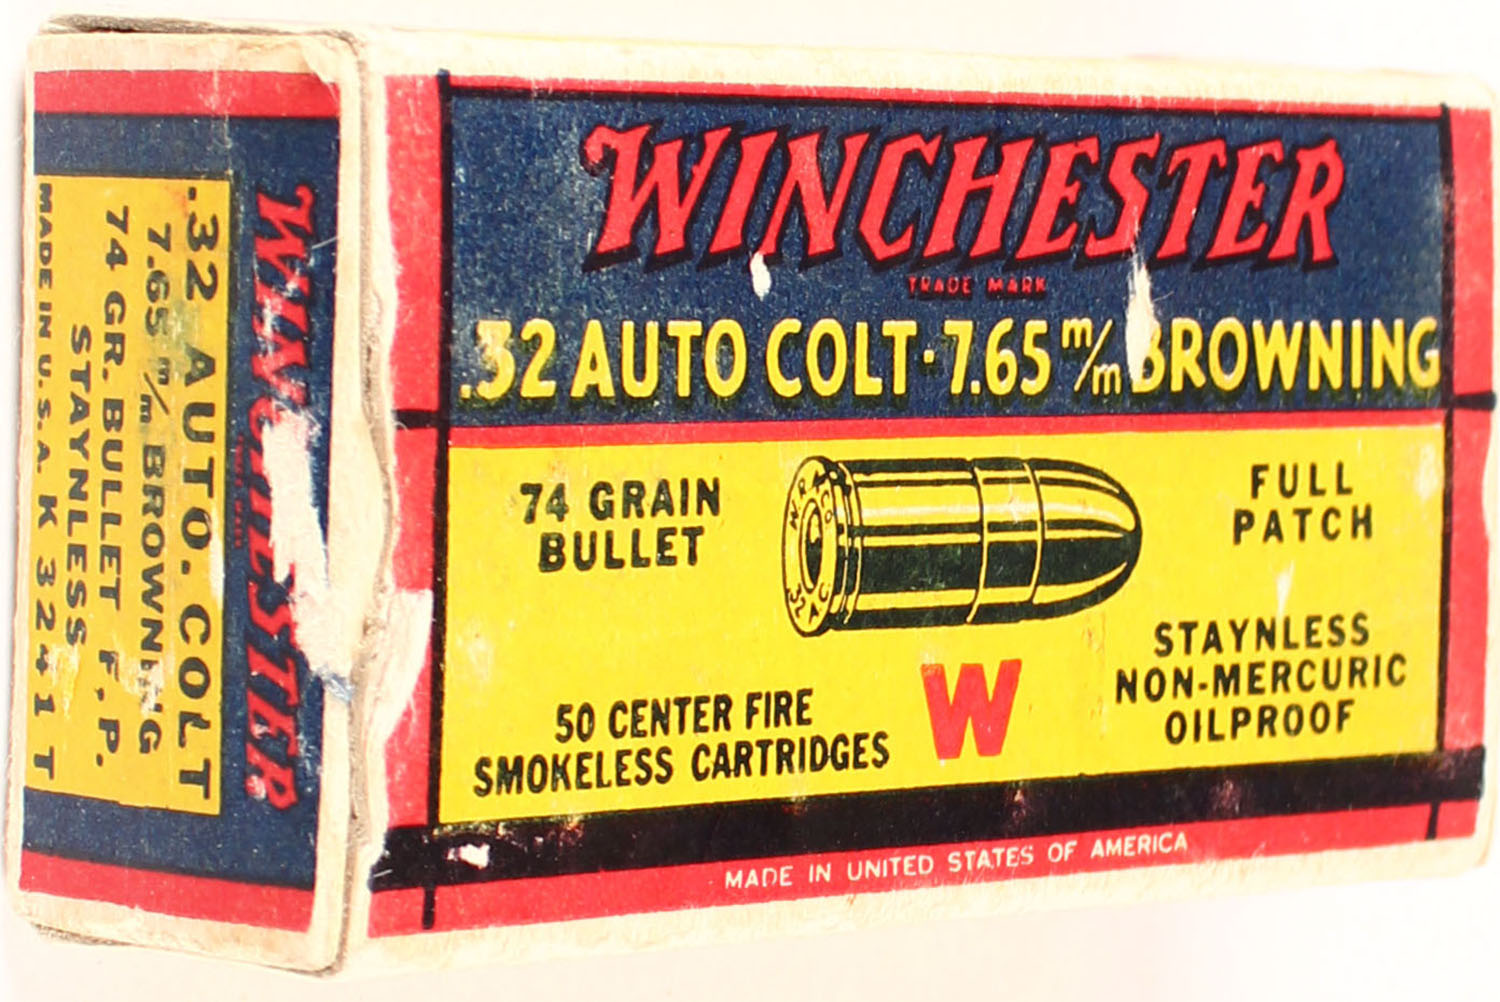 WINCHESTER
TRADE MARK
.32 AUTO COLT · 7.65 m/m BROWNING
74 GRAIN
BULLET
W.R.A. Co.
32 A C
FULL
PATCH
STAYNLESS
NON-MERCURIC
OILPROOF
50 CENTER FIRE
SMOKELESS CARTRIDGES
W
MADE IN UNITED STATES OF AMERICA
WINCHESTER
.32 AUTO. COLT
7.65 m/m BROWNING
74 GR. BULLET F.P.
STAYNLESS
MADE IN U.S.A. K 3241 T